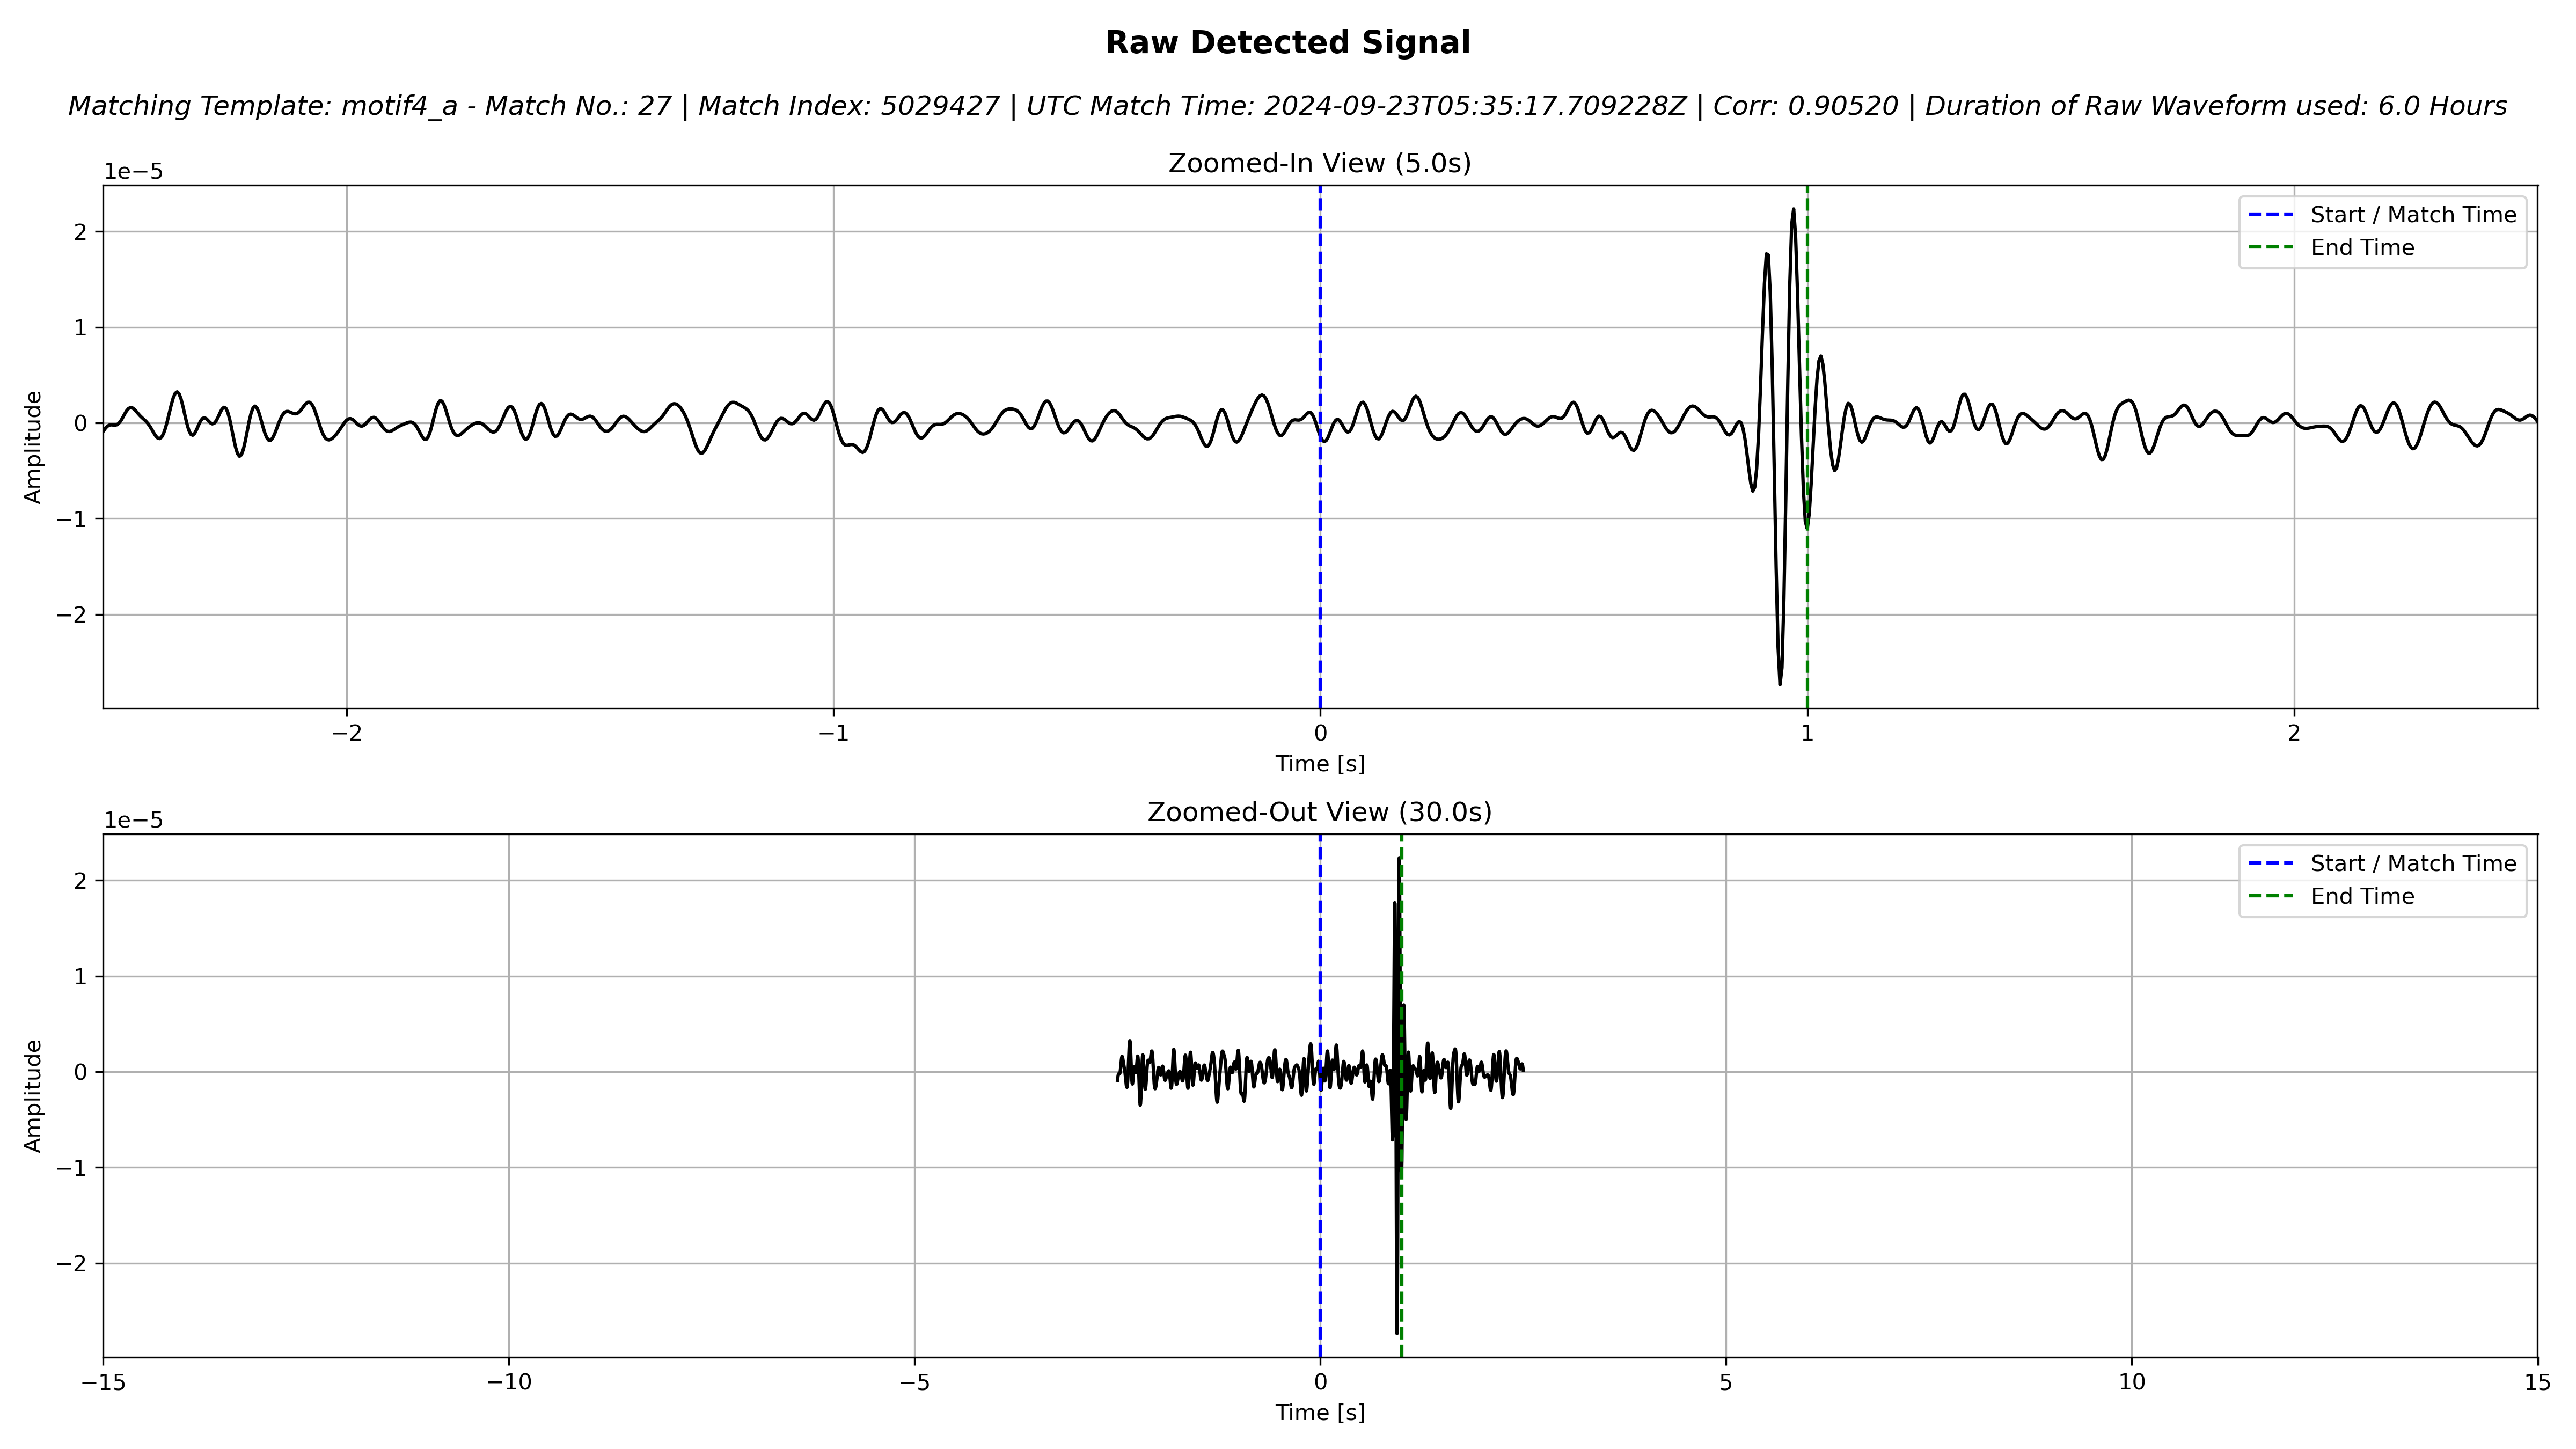 Raw Detected Signal
Matching Template: motif4_a - Match No.: 27 | Match Index: 5029427 | UTC Match Time: 2024-09-23T05:35:17.709228Z | Corr: 0.90520 | Duration of Raw Waveform used: 6.0 Hours
Zoomed-In View (5.0s)
1e−5
Start / Match Time
End Time
2
1
0
−1
−2
Amplitude
−2 −1 0 1 2
Time [s]
Zoomed-Out View (30.0s)
1e−5
Start / Match Time
End Time
2
1
0
−1
−2
Amplitude
−15 −10 −5 0 5 10 15
Time [s]